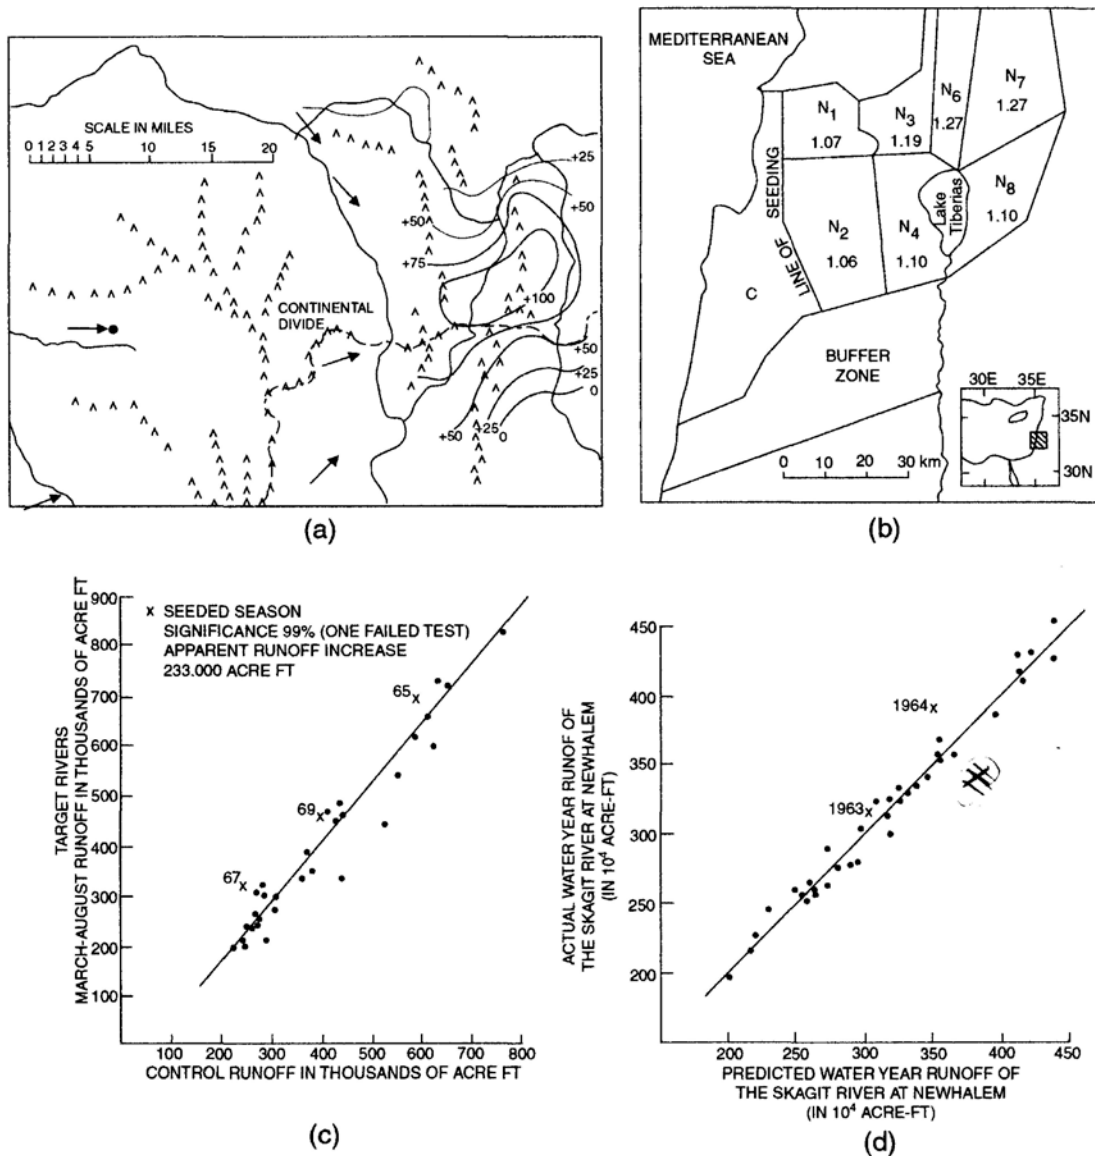 SCALE IN MILES
0 1 2 3 4 5 10 15 20
+25
+50
+50
+75
+100
CONTINENTAL
DIVIDE
+50
+25
0
+25
0
+50
(a)
MEDITERRANEAN
SEA
LINE OF SEEDING
N1
1.07
N3
1.19
N6
1.27
N7
1.27
N2
1.06
N4
1.10
Lake
Tiberias
N8
1.10
C
BUFFER
ZONE
0 10 20 30 km
30E 35E
35N
30N
(b)
TARGET RIVERS
MARCH-AUGUST RUNOFF IN THOUSANDS OF ACRE FT
900
800
700
600
500
400
300
200
100
x SEEDED SEASON
SIGNIFICANCE 99% (ONE FAILED TEST)
APPARENT RUNOFF INCREASE
233.000 ACRE FT
65 x
69 x
67 x
0 100 200 300 400 500 600 700 800
CONTROL RUNOFF IN THOUSANDS OF ACRE FT
(c)
ACTUAL WATER YEAR RUNOF OF
THE SKAGIT RIVER AT NEWHALEM
(IN 10⁴ ACRE-FT)
450
400
350
300
250
200
1964 x
1963 x
200 250 300 350 400 450
PREDICTED WATER YEAR RUNOFF OF
THE SKAGIT RIVER AT NEWHALEM
(IN 10⁴ ACRE-FT)
(d)